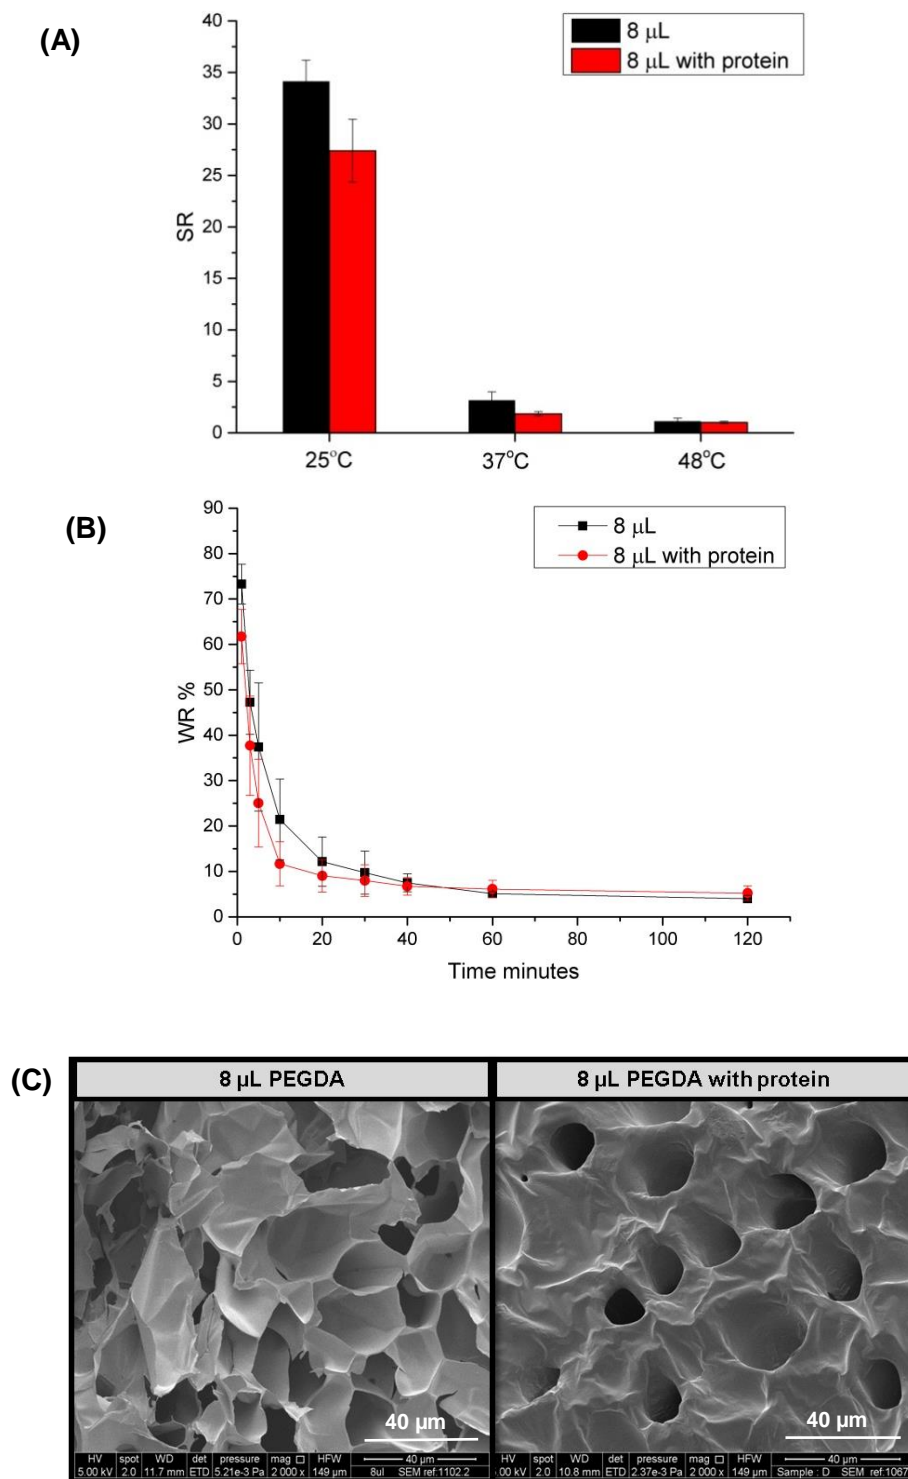 (A)
40
35
30
25
20
15
10
5
0
SR
8 μL
8 μL with protein
25°C
37°C
48°C
(B)
90
80
70
60
50
40
30
20
10
0
WR %
8 μL
8 μL with protein
0
20
40
60
80
100
120
Time minutes
(C)
8 μL PEGDA
8 μL PEGDA with protein
40 μm
40 μm
HV spot WD det pressure mag HFW 40 μm
5.00 kV 2.0 11.7 mm ETD 5.21e-3 Pa 2 000 x 149 μm 8ul SEM ref:1102.2
HV spot WD det pressure mag HFW 40 μm
.00 kV 2.0 10.8 mm ETD 2.37e-3 Pa 2 000 x 149 μm Sample D SEM ref:1067